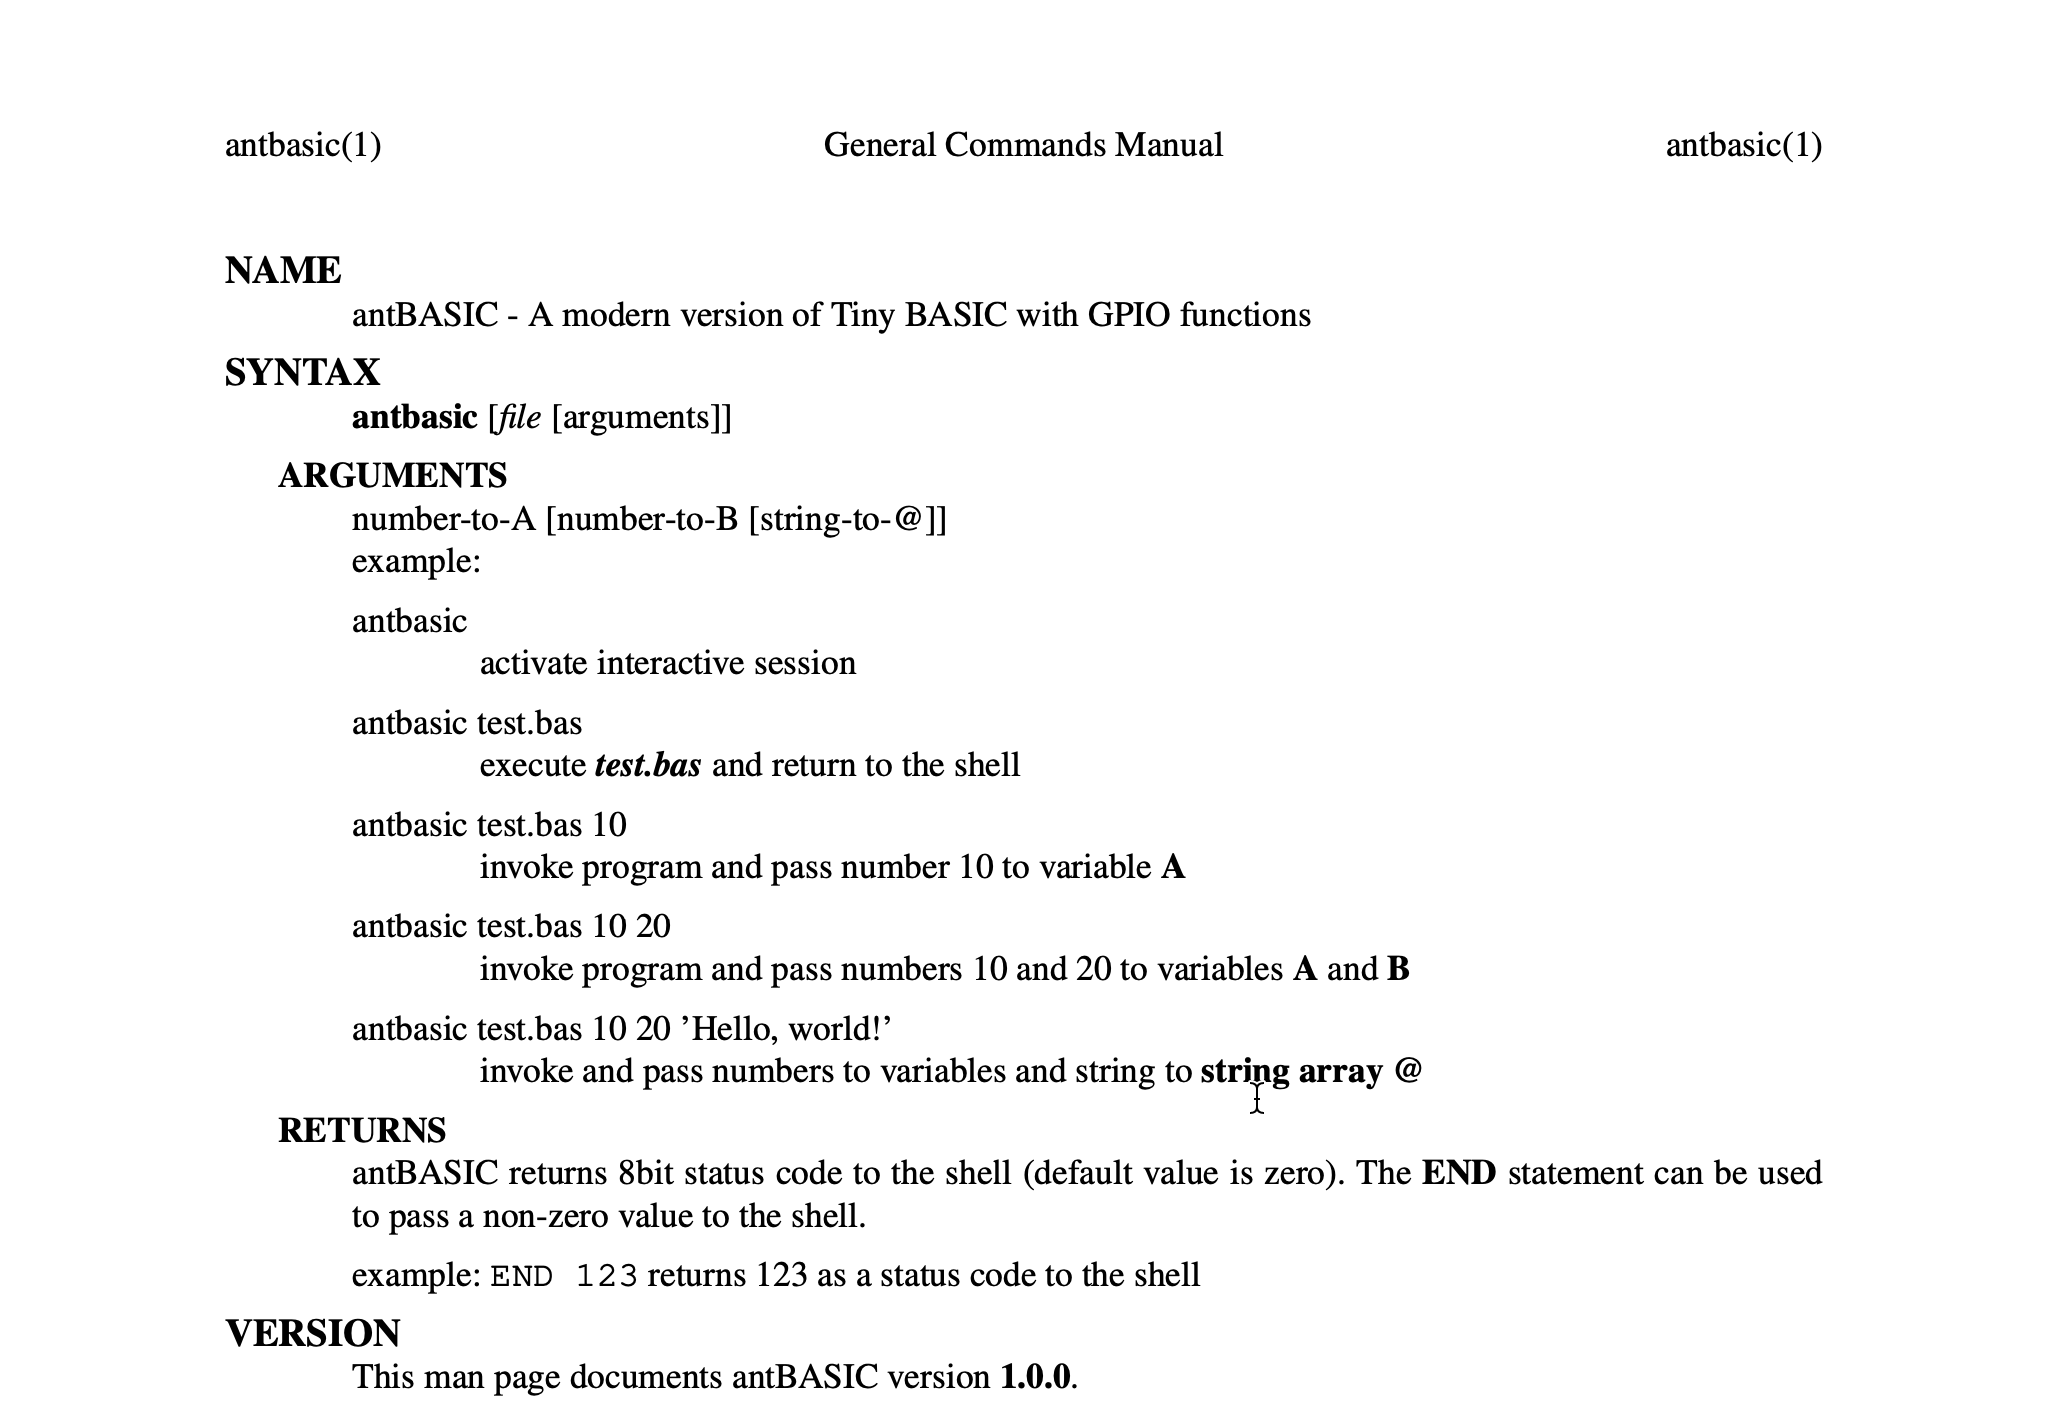 antbasic(1) General Commands Manual antbasic(1)
NAME
antBASIC - A modern version of Tiny BASIC with GPIO functions
SYNTAX
antbasic [file [arguments]]
ARGUMENTS
number-to-A [number-to-B [string-to-@]]
example:
antbasic
activate interactive session
antbasic test.bas
execute test.bas and return to the shell
antbasic test.bas 10
invoke program and pass number 10 to variable A
antbasic test.bas 10 20
invoke program and pass numbers 10 and 20 to variables A and B
antbasic test.bas 10 20 ’Hello, world!’
invoke and pass numbers to variables and string to string array @
RETURNS
antBASIC returns 8bit status code to the shell (default value is zero). The END statement can be used
to pass a non-zero value to the shell.
example: END 123 returns 123 as a status code to the shell
VERSION
This man page documents antBASIC version 1.0.0.